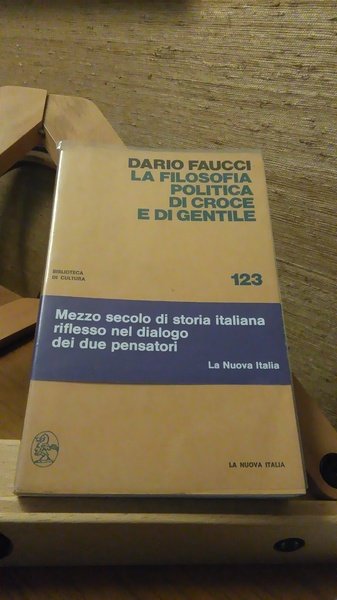 DARIO FAUCCI
LA FILOSOFIA
POLITICA
DI CROCE
E DI GENTILE
BIBLIOTECA
DI CULTURA
123
Mezzo secolo di storia italiana
riflesso nel dialogo
dei due pensatori
La Nuova Italia
LA NUOVA ITALIA